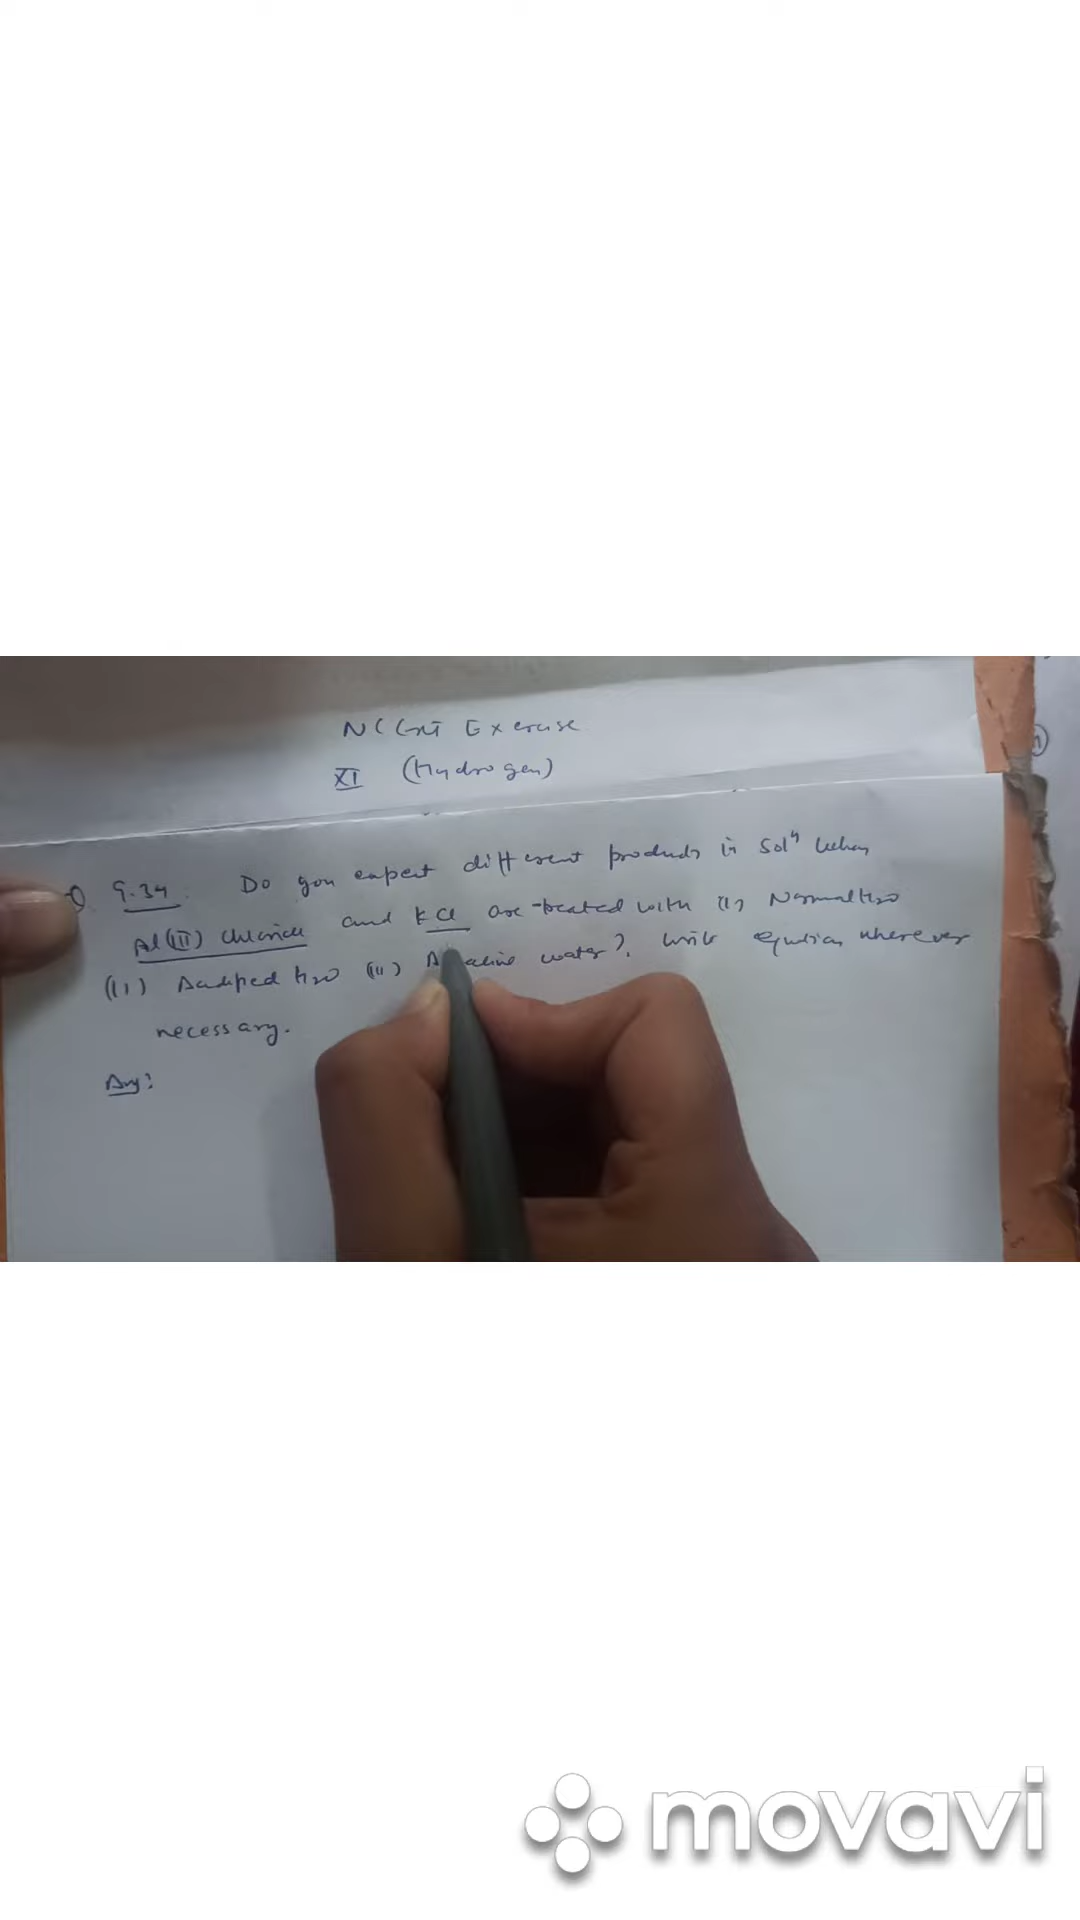 NCERT Exercise
XI (Hydrogen)
Q 9.34. Do you expect different products in Solⁿ when
Al(III) Chloride and KCl are treated with (i) Normal H2O
(ii) Acidified H2O (iii) Alkaline water? Write equation wherever
necessary.
Ans:
movavi